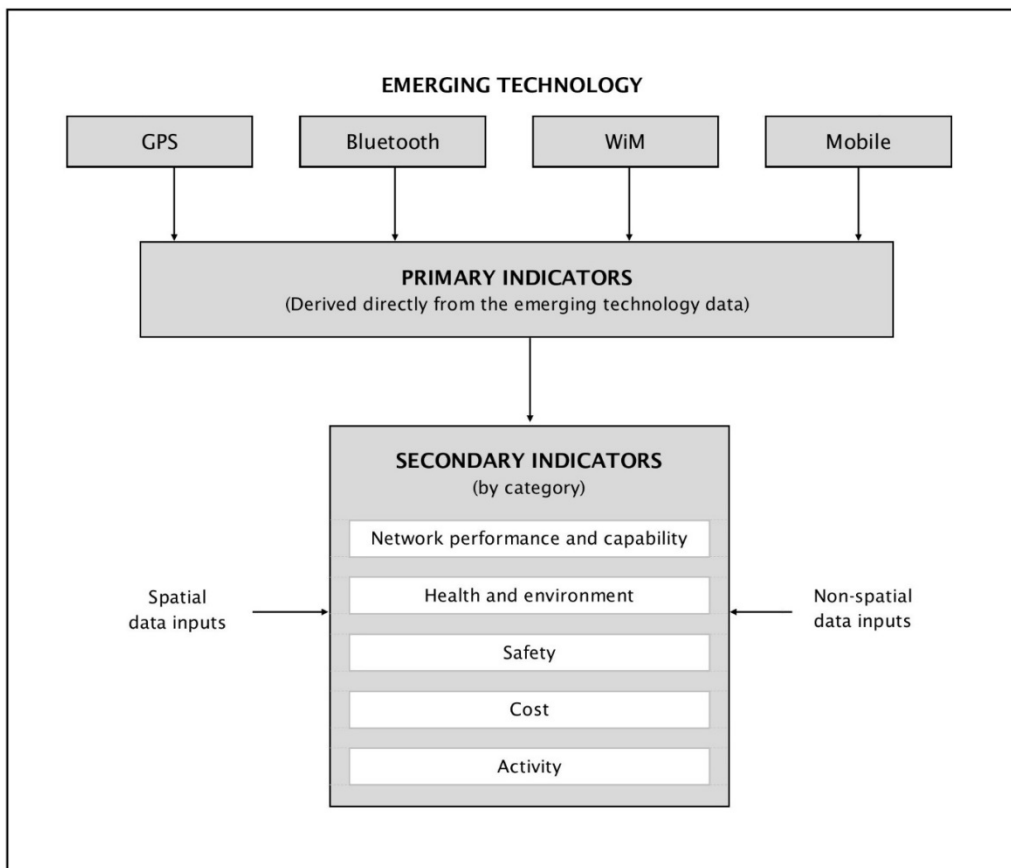 EMERGING TECHNOLOGY
GPS
Bluetooth
WiM
Mobile
PRIMARY INDICATORS
(Derived directly from the emerging technology data)
SECONDARY INDICATORS
(by category)
Network performance and capability
Health and environment
Safety
Cost
Activity
Spatial
data inputs
Non-spatial
data inputs